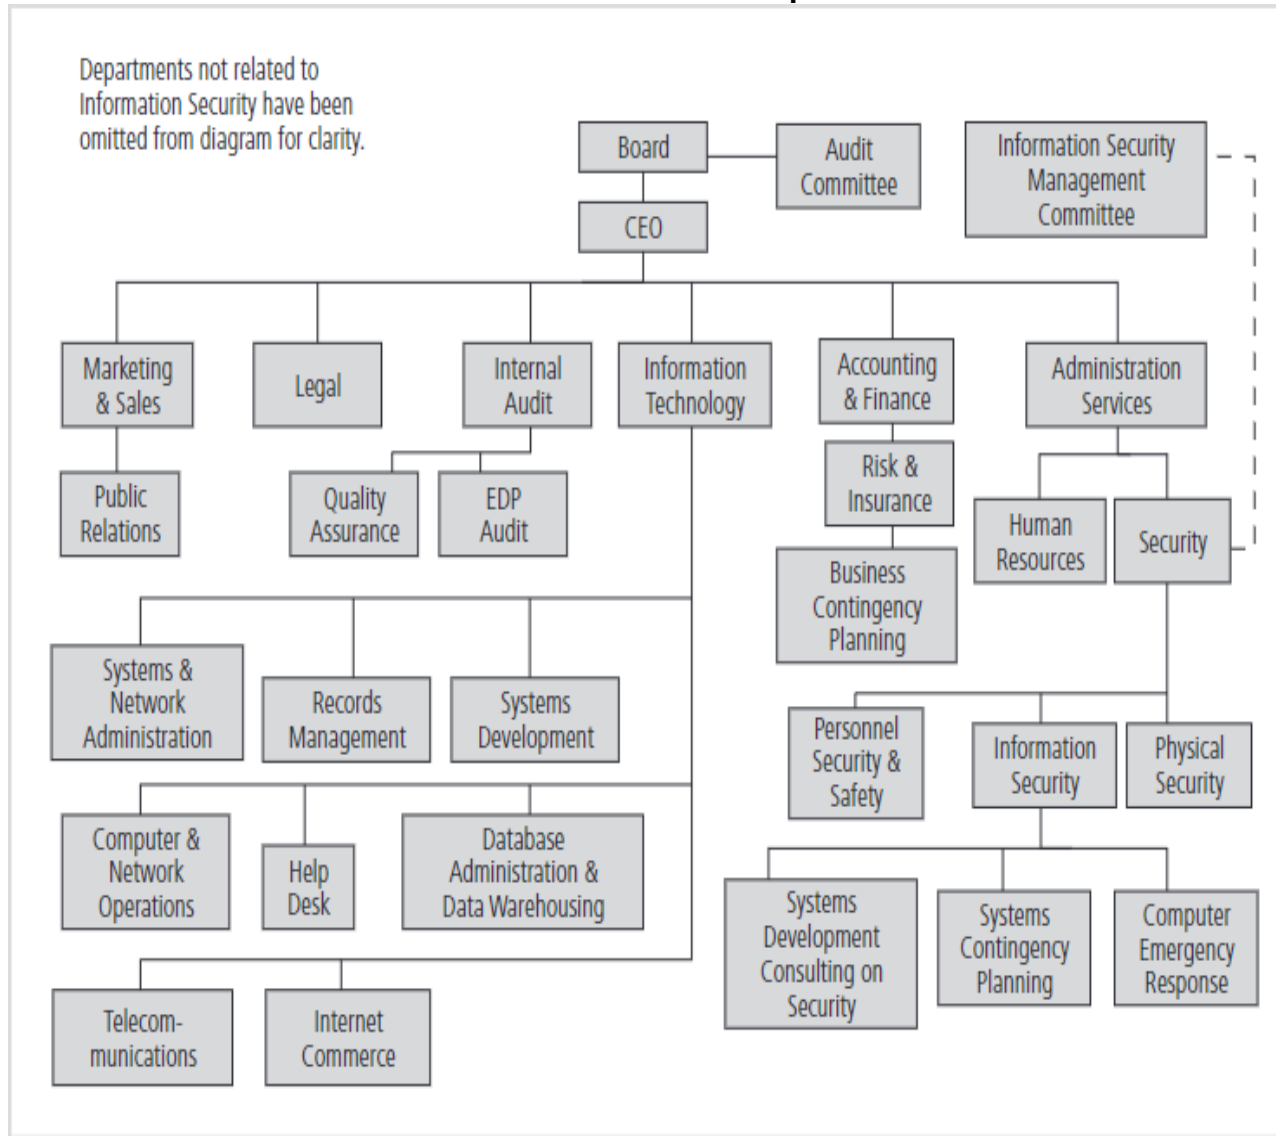 Departments not related to
Information Security have been
omitted from diagram for clarity.
Board
Audit
Committee
Information Security
Management
Committee
CEO
Marketing
& Sales
Legal
Internal
Audit
Information
Technology
Accounting
& Finance
Administration
Services
Public
Relations
Quality
Assurance
EDP
Audit
Risk &
Insurance
Human
Resources
Security
Business
Contingency
Planning
Systems &
Network
Administration
Records
Management
Systems
Development
Personnel
Security &
Safety
Information
Security
Physical
Security
Computer &
Network
Operations
Help
Desk
Database
Administration &
Data Warehousing
Systems
Development
Consulting on
Security
Systems
Contingency
Planning
Computer
Emergency
Response
Telecom-
munications
Internet
Commerce